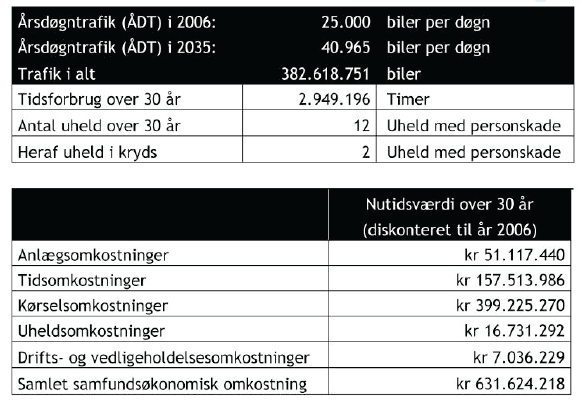 Årsdøgntrafik (ÅDT) i 2006: 25.000 biler per døgn
Årsdøgntrafik (ÅDT) i 2035: 40.965 biler per døgn
Trafik i alt 382.618.751 biler
Tidsforbrug over 30 år 2.949.196 Timer
Antal uheld over 30 år 12 Uheld med personskade
Heraf uheld i kryds 2 Uheld med personskade
Nutidsværdi over 30 år
(diskonteret til år 2006)
Anlægsomkostninger kr 51.117.440
Tidsomkostninger kr 157.513.986
Kørselsomkostninger kr 399.225.270
Uheldsomkostninger kr 16.731.292
Drifts- og vedligeholdelsesomkostninger kr 7.036.229
Samlet samfundsøkonomisk omkostning kr 631.624.218